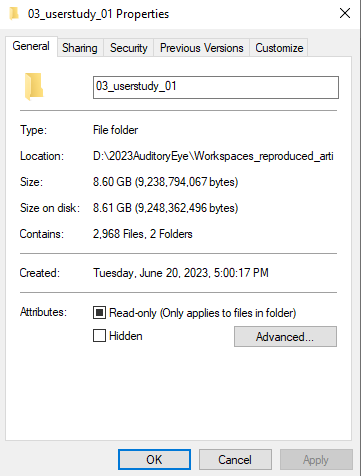 03_userstudy_01 Properties
General Sharing Security Previous Versions Customize
03_userstudy_01
Type: File folder
Location: D:\2023AuditoryEye\Workspaces_reproduced_arti
Size: 8.60 GB (9,238,794,067 bytes)
Size on disk: 8.61 GB (9,248,362,496 bytes)
Contains: 2,968 Files, 2 Folders
Created: Tuesday, June 20, 2023, 5:00:17 PM
Attributes: Read-only (Only applies to files in folder)
Hidden Advanced...
OK Cancel Apply